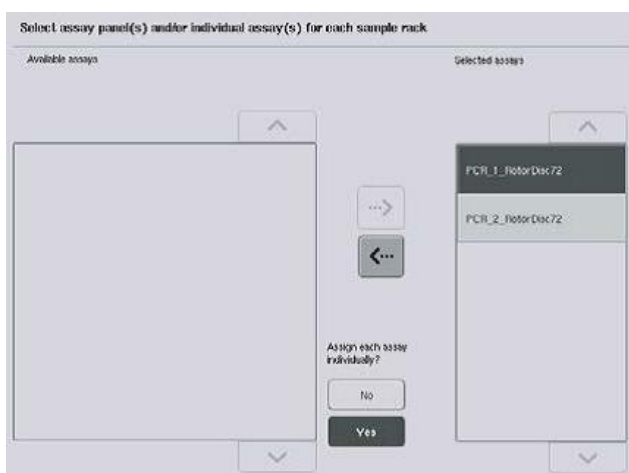 Select assay panel(s) and/or individual assay(s) for each sample rack
Available assays
Selected assays
PCR_1_RotorDisc72
PCR_2_RotorDisc72
Assign each assay
individually?
No
Yes